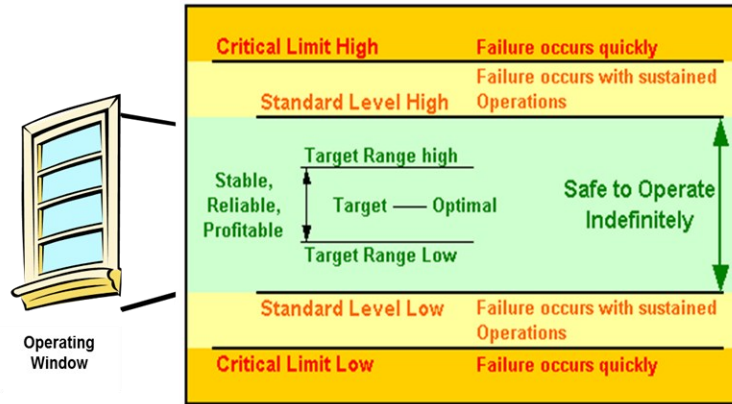 Critical Limit High Failure occurs quickly
Failure occurs with sustained
Standard Level High Operations
Target Range high
Stable,
Reliable,
Profitable
Target Optimal
Target Range Low
Safe to Operate
Indefinitely
Standard Level Low Failure occurs with sustained
Operations
Critical Limit Low Failure occurs quickly
Operating
Window